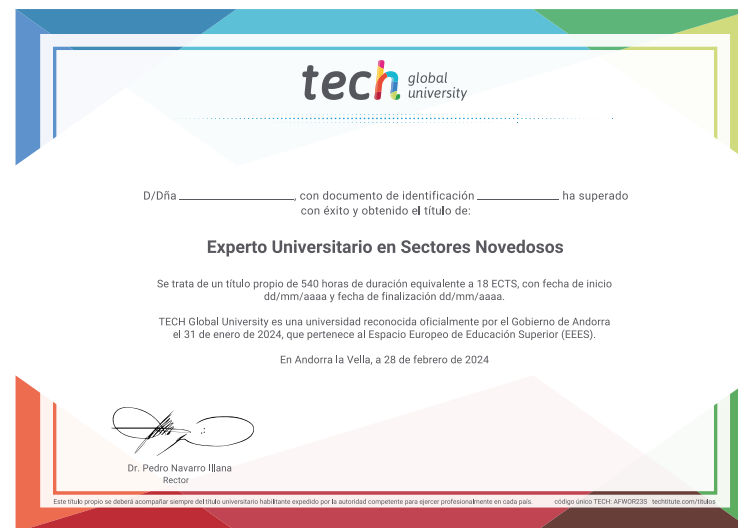 tech global
university
D/Dña ______________, con documento de identificación __________ ha superado
con éxito y obtenido el título de:
Experto Universitario en Sectores Novedosos
Se trata de un título propio de 540 horas de duración equivalente a 18 ECTS, con fecha de inicio
dd/mm/aaaa y fecha de finalización dd/mm/aaaa.
TECH Global University es una universidad reconocida oficialmente por el Gobierno de Andorra
el 31 de enero de 2024, que pertenece al Espacio Europeo de Educación Superior (EEES).
En Andorra la Vella, a 28 de febrero de 2024
Dr. Pedro Navarro Illana
Rector
Este título propio se deberá acompañar siempre del título universitario habilitante expedido por la autoridad competente para ejercer profesionalmente en cada país. código único TECH: AFWOR23S techtitute.com/titulos